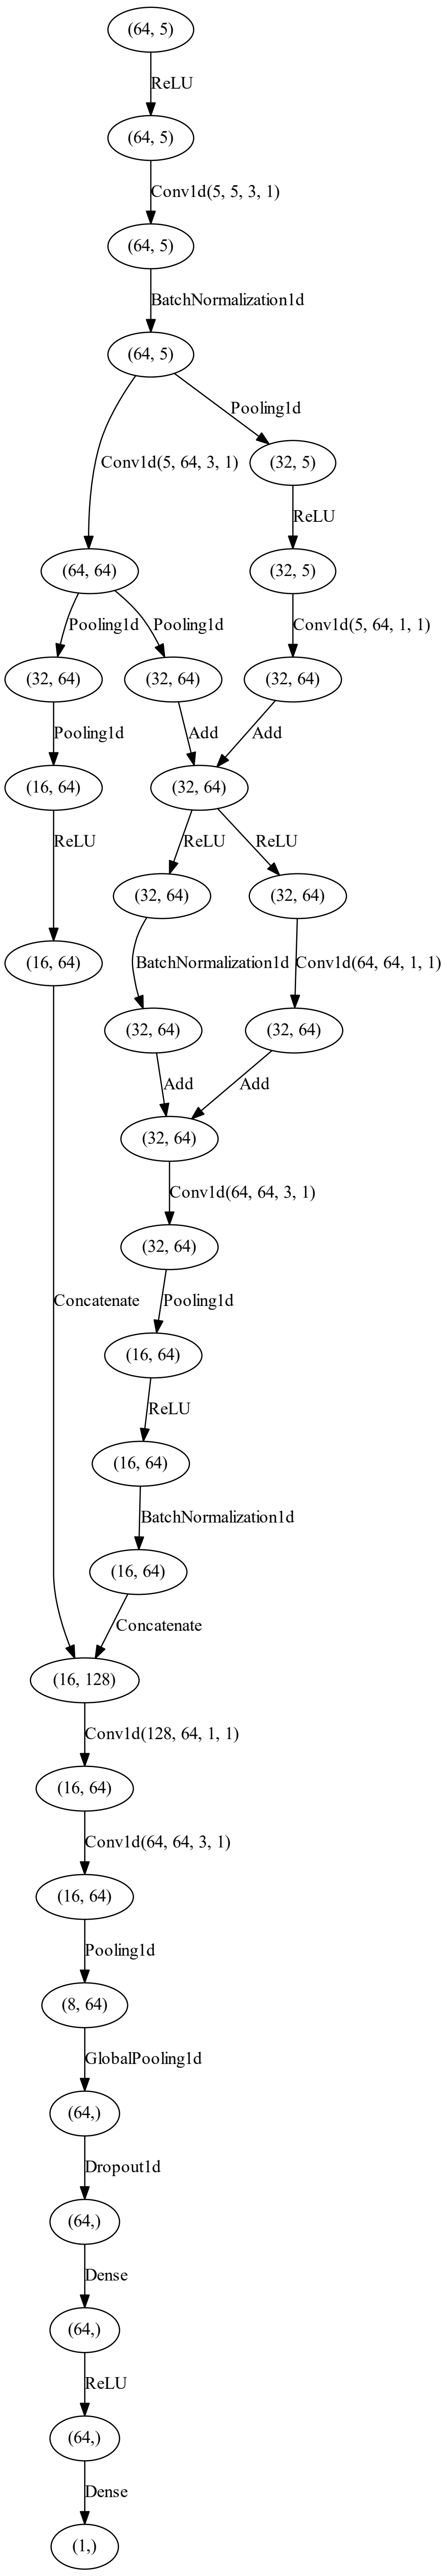 (64, 5)
ReLU
(64, 5)
Conv1d(5, 5, 3, 1)
(64, 5)
BatchNormalization1d
(64, 5)
Pooling1d
Conv1d(5, 64, 3, 1)
(32, 5)
ReLU
(64, 64)
(32, 5)
Pooling1d
Pooling1d
Conv1d(5, 64, 1, 1)
(32, 64)
(32, 64)
(32, 64)
Pooling1d
Add
Add
(16, 64)
(32, 64)
ReLU
ReLU
ReLU
(32, 64)
(32, 64)
(16, 64)
BatchNormalization1d
Conv1d(64, 64, 1, 1)
(32, 64)
(32, 64)
Add
Add
(32, 64)
Conv1d(64, 64, 3, 1)
(32, 64)
Concatenate
Pooling1d
(16, 64)
ReLU
(16, 64)
BatchNormalization1d
(16, 64)
Concatenate
(16, 128)
Conv1d(128, 64, 1, 1)
(16, 64)
Conv1d(64, 64, 3, 1)
(16, 64)
Pooling1d
(8, 64)
GlobalPooling1d
(64,)
Dropout1d
(64,)
Dense
(64,)
ReLU
(64,)
Dense
(1,)